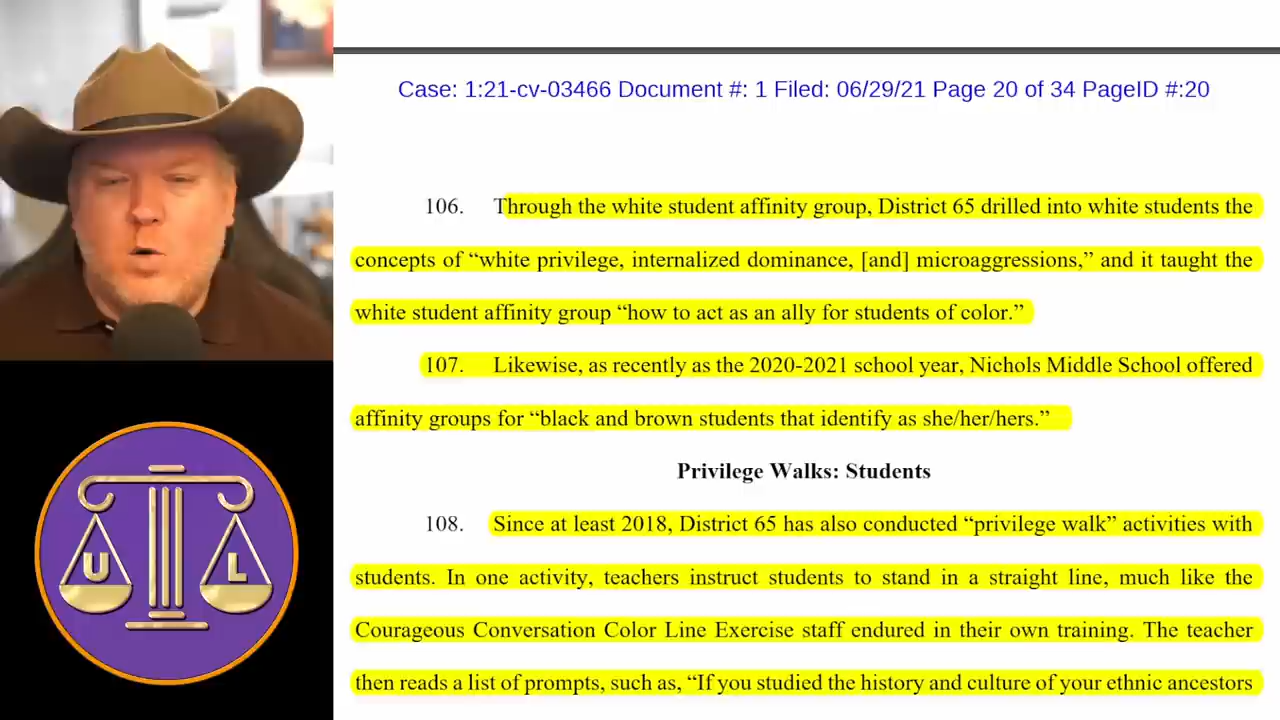 Case: 1:21-cv-03466 Document #: 1 Filed: 06/29/21 Page 20 of 34 PageID #:20
106. Through the white student affinity group, District 65 drilled into white students the
concepts of “white privilege, internalized dominance, [and] microaggressions,” and it taught the
white student affinity group “how to act as an ally for students of color.”
107. Likewise, as recently as the 2020-2021 school year, Nichols Middle School offered
affinity groups for “black and brown students that identify as she/her/hers.”
Privilege Walks: Students
108. Since at least 2018, District 65 has also conducted “privilege walk” activities with
students. In one activity, teachers instruct students to stand in a straight line, much like the
Courageous Conversation Color Line Exercise staff endured in their own training. The teacher
then reads a list of prompts, such as, “If you studied the history and culture of your ethnic ancestors
U L